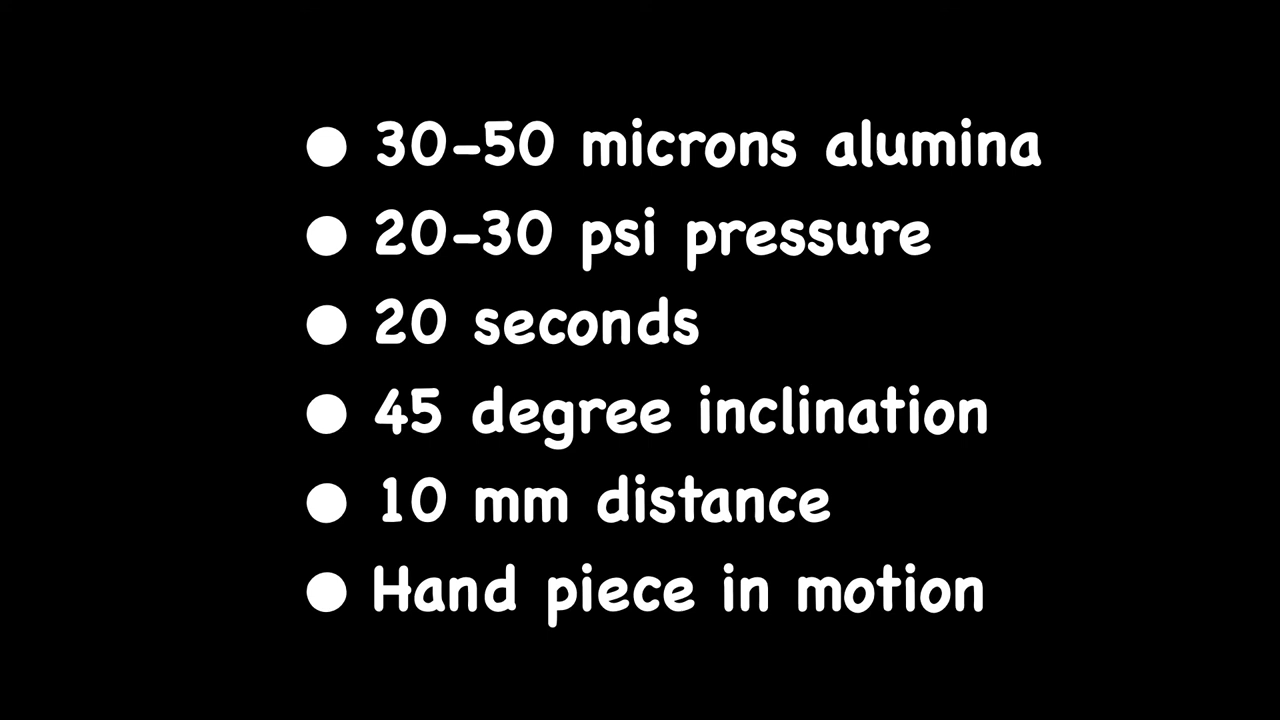 ● 30-50 microns alumina
● 20-30 psi pressure
● 20 seconds
● 45 degree inclination
● 10 mm distance
● Hand piece in motion